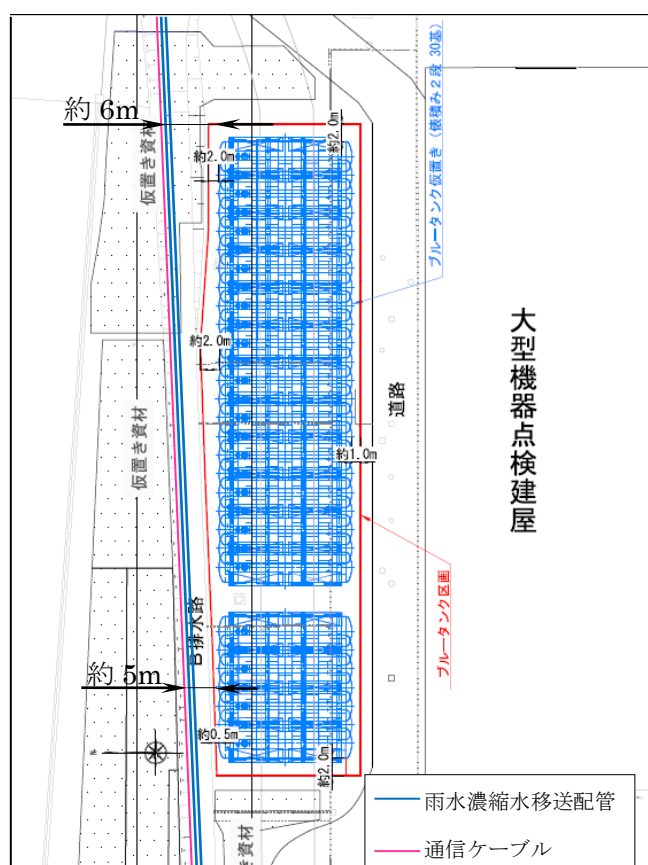 約 6m
仮置き資材
約2.0m
約2.0m
ブルータンク仮置き（俵積み２段 30基）
大型機器点検建屋
約2.0m
仮置き資材
道路
約1.0m
ブルータンク区画
B排水路
約 5m
約0.5m
約2.0m
仮置き資材
雨水濃縮水移送配管
通信ケーブル